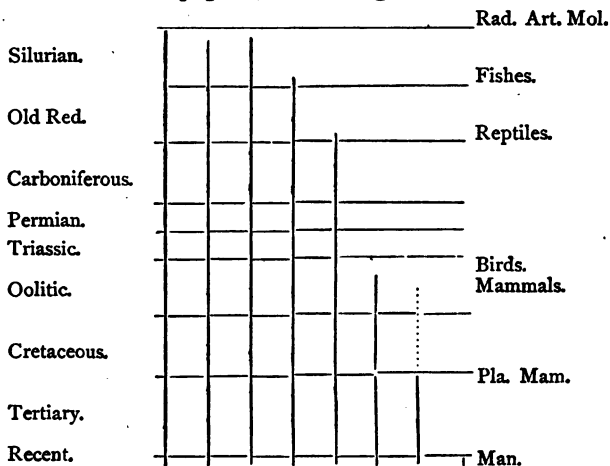 Rad. Art. Mol.
Silurian.
Fishes.
Old Red.
Reptiles.
Carboniferous.
Permian.
Triassic.
Birds.
Oolitic.
Mammals.
Cretaceous.
Pla. Mam.
Tertiary.
Recent.
Man.